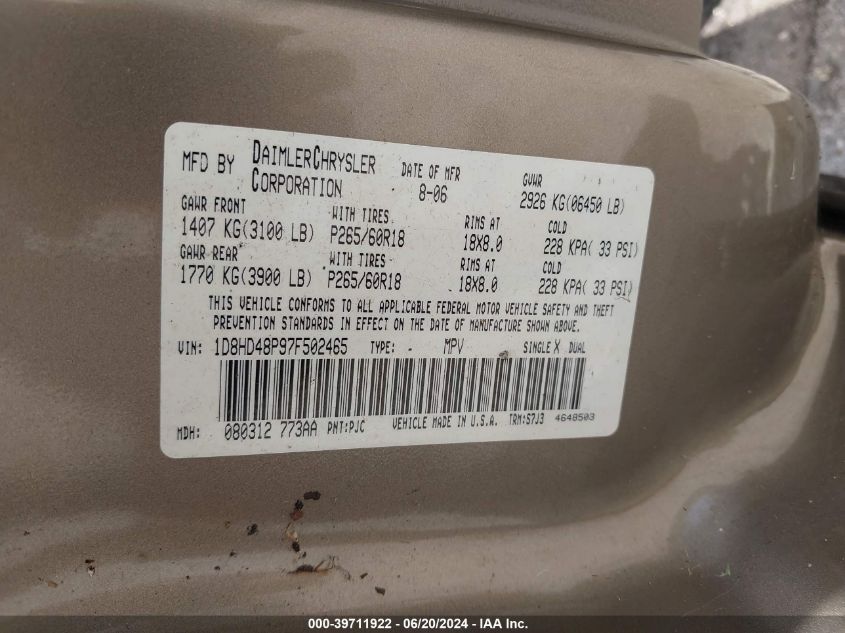 MFD BY DAIMLERCHRYSLER CORPORATION
DATE OF MFR 8-06
GVWR 2926 KG(06450 LB)
GAWR FRONT WITH TIRES RIMS AT COLD
1407 KG(3100 LB) P265/60R18 18X8.0 228 KPA( 33 PSI)
GAWR REAR WITH TIRES RIMS AT COLD
1770 KG(3900 LB) P265/60R18 18X8.0 228 KPA( 33 PSI)
THIS VEHICLE CONFORMS TO ALL APPLICABLE FEDERAL MOTOR VEHICLE SAFETY AND THEFT
PREVENTION STANDARDS IN EFFECT ON THE DATE OF MANUFACTURE SHOWN ABOVE.
VIN: 1D8HD48P97F502465 TYPE: - MPV SINGLE X DUAL
MDH: 080312 773AA PNT:PJC VEHICLE MADE IN U.S.A. TRM:S7J3 4648503
000-39711922 - 06/20/2024 - IAA Inc.